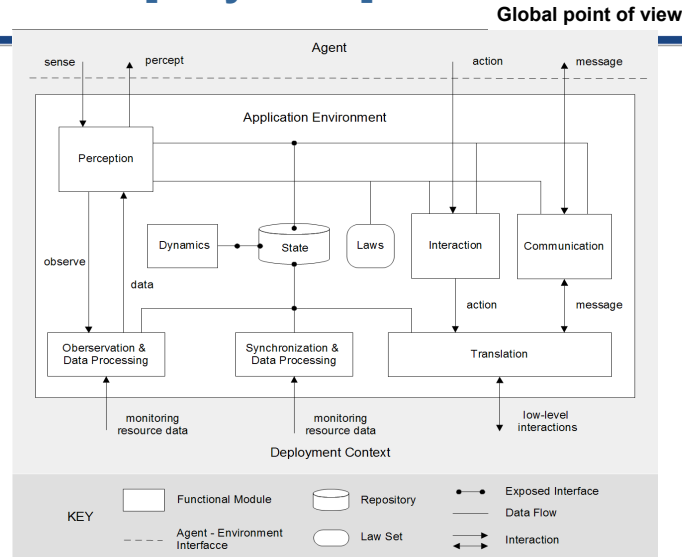 Global point of view
Agent
sense
percept
action
message
Application Environment
Perception
Dynamics
State
Laws
Interaction
Communication
observe
data
action
message
Oberservation &
Data Processing
Synchronization &
Data Processing
Translation
monitoring
resource data
monitoring
resource data
low-level
interactions
Deployment Context
KEY
Functional Module
Repository
Exposed Interface
Data Flow
Agent - Environment
Interfacce
Law Set
Interaction